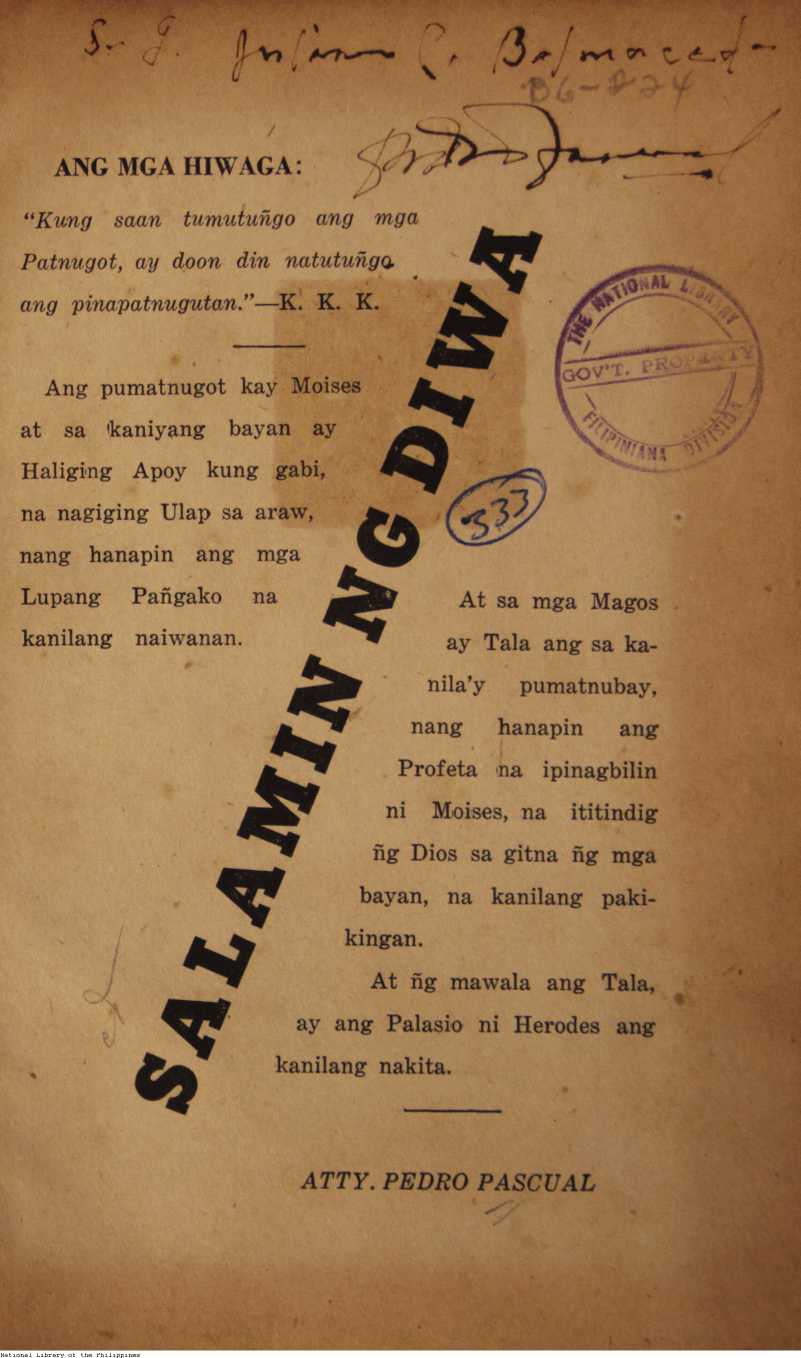 B6-224
ANG MGA HIWAGA:
"Kung saan tumutuñgo ang mga
Patnugot, ay doon din natutuñgo
ang pinapatnugutan."—K. K. K.
Ang pumatnugot kay Moises
at sa kaniyang bayan ay
Haliging Apoy kung gabi,
na nagiging Ulap sa araw,
nang hanapin ang mga
Lupang Pañgako na
kanilang naiwanan.
SALAMIN NG DIWA
THE NATIONAL LIBRARY
GOV'T. PROPERTY
FILIPINIANA DIVISION
333
At sa mga Magos
ay Tala ang sa ka-
nila'y pumatnubay,
nang hanapin ang
Profeta na ipinagbilin
ni Moises, na ititindig
ñg Dios sa gitna ñg mga
bayan, na kanilang paki-
kingan.
At ñg mawala ang Tala,
ay ang Palasio ni Herodes ang
kanilang nakita.
ATTY. PEDRO PASCUAL
National Library of the Philippines